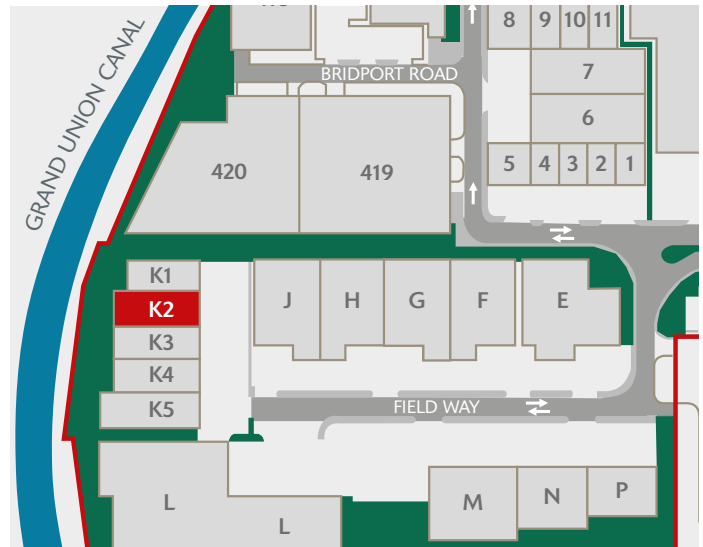 8 9 10 11
BRIDPORT ROAD
7
GRAND UNION CANAL
6
420
419
5 4 3 2 1
K1
K2
J H G F E
K3
K4
K5
FIELD WAY
L
M N P
L